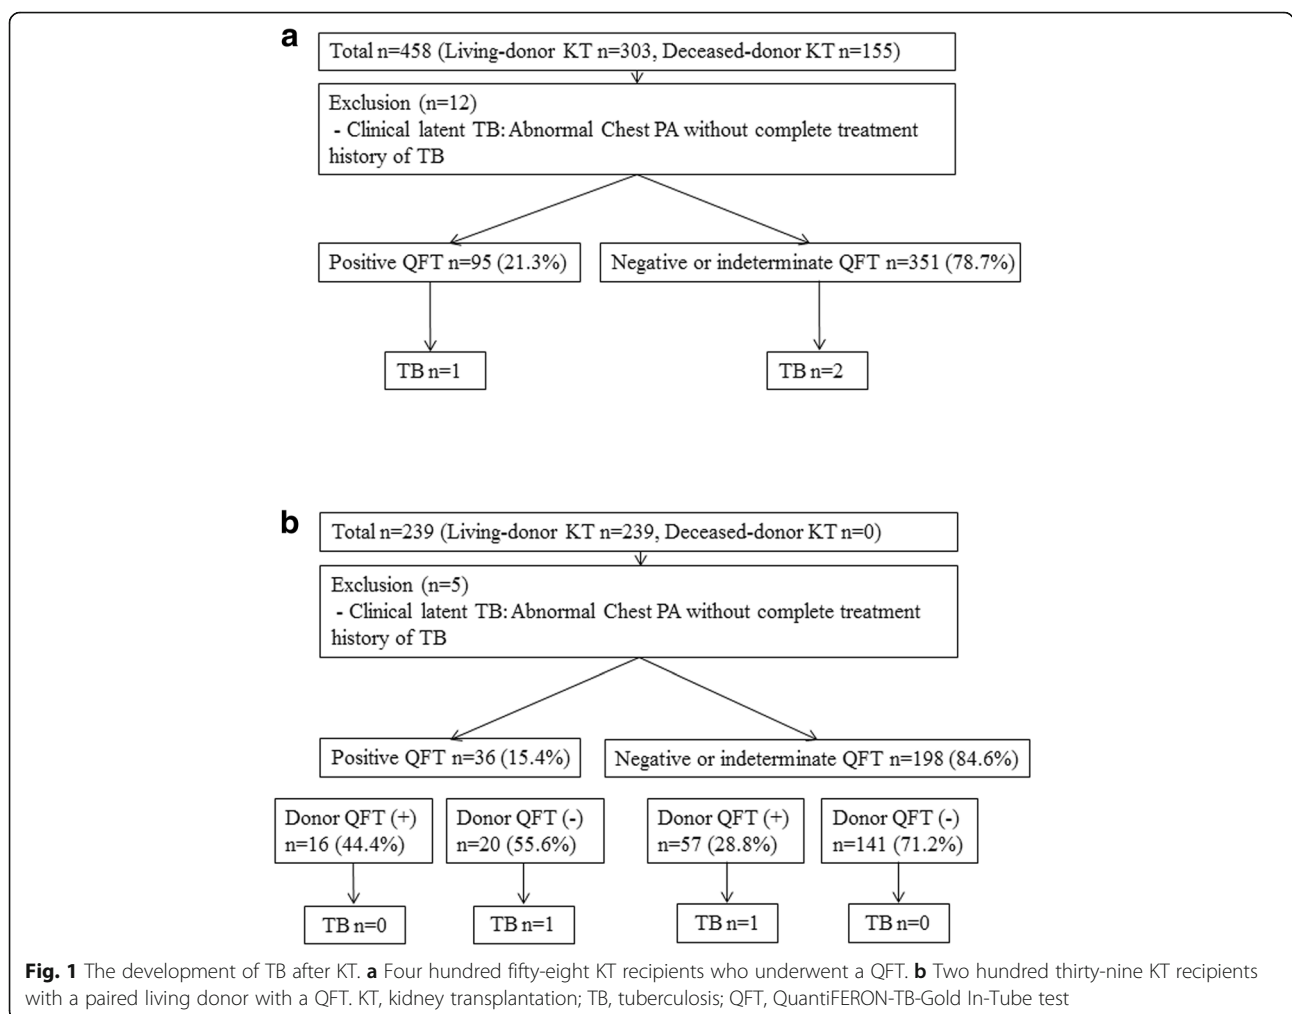 a
Total n=458 (Living-donor KT n=303, Deceased-donor KT n=155)
Exclusion (n=12)
- Clinical latent TB: Abnormal Chest PA without complete treatment
history of TB
Positive QFT n=95 (21.3%)
Negative or indeterminate QFT n=351 (78.7%)
TB n=1
TB n=2
b
Total n=239 (Living-donor KT n=239, Deceased-donor KT n=0)
Exclusion (n=5)
- Clinical latent TB: Abnormal Chest PA without complete treatment
history of TB
Positive QFT n=36 (15.4%)
Negative or indeterminate QFT n=198 (84.6%)
Donor QFT (+)
n=16 (44.4%)
Donor QFT (-)
n=20 (55.6%)
Donor QFT (+)
n=57 (28.8%)
Donor QFT (-)
n=141 (71.2%)
TB n=0
TB n=1
TB n=1
TB n=0
Fig. 1 The development of TB after KT. a Four hundred fifty-eight KT recipients who underwent a QFT. b Two hundred thirty-nine KT recipients
with a paired living donor with a QFT. KT, kidney transplantation; TB, tuberculosis; QFT, QuantiFERON-TB-Gold In-Tube test